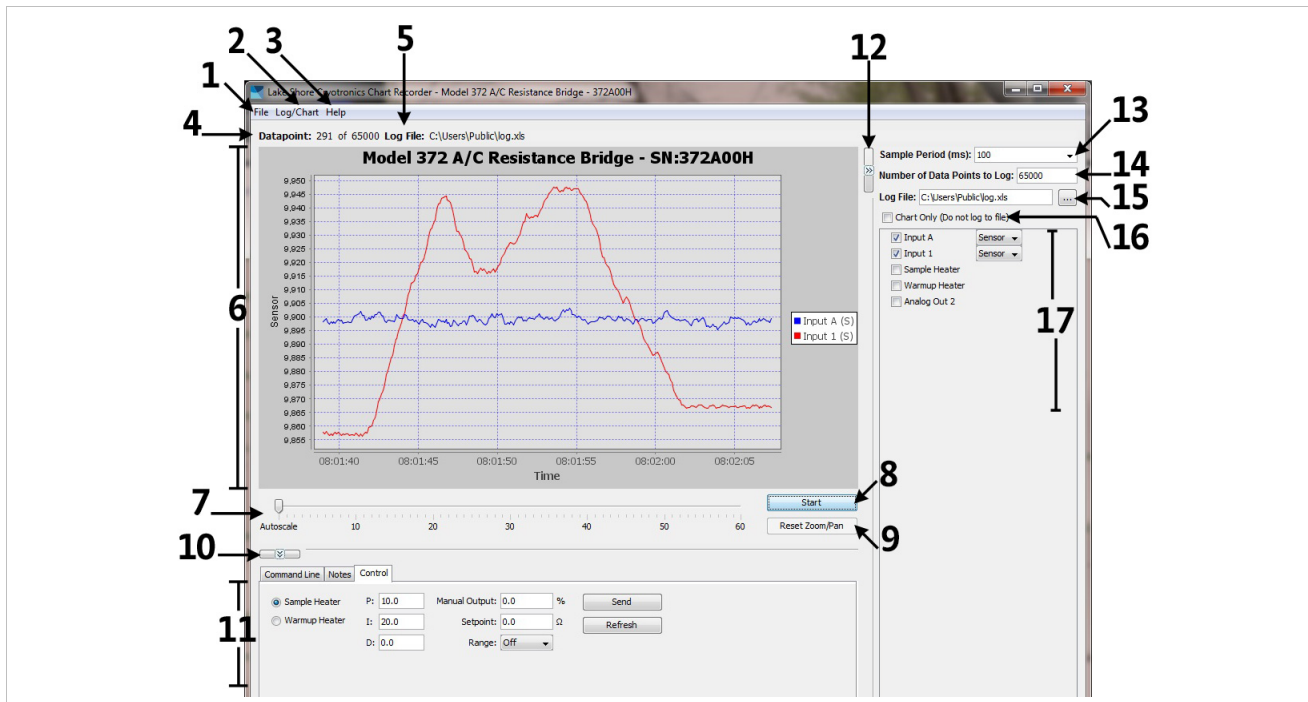 1
2
3
5
12
Lake Shore Cryotronics Chart Recorder - Model 372 A/C Resistance Bridge - 372A00H
File Log/Chart Help
4
Datapoint: 291 of 65000 Log File: C:\Users\Public\log.xls
13
Sample Period (ms): 100
14
Number of Data Points to Log: 65000
15
Log File: C:\Users\Public\log.xls ...
16
Chart Only (Do not log to file)
17
Input A Sensor
Input 1 Sensor
Sample Heater
Warmup Heater
Analog Out 2
6
Model 372 A/C Resistance Bridge - SN:372A00H
9,950
9,945
9,940
9,935
9,930
9,925
9,920
9,915
9,910
9,905
9,900
9,895
9,890
9,885
9,880
9,875
9,870
9,865
9,860
9,855
Sensor
Input A (S)
Input 1 (S)
08:01:40 08:01:45 08:01:50 08:01:55 08:02:00 08:02:05
Time
7
8
Start
Autoscale 10 20 30 40 50 60
Reset Zoom/Pan
9
10
Command Line Notes Control
11
Sample Heater P: 10.0 Manual Output: 0.0 % Send
Warmup Heater I: 20.0 Setpoint: 0.0 Ω Refresh
D: 0.0 Range: Off